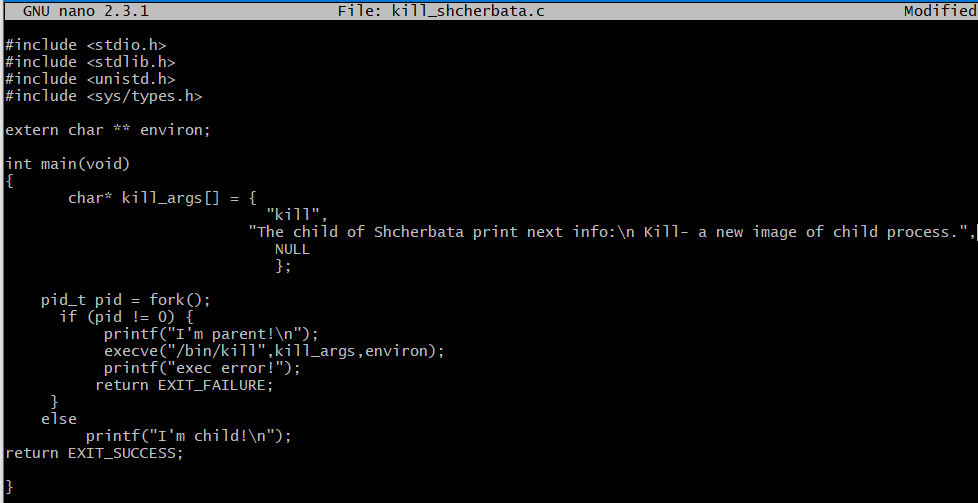 GNU nano 2.3.1 File: kill_shcherbata.c Modified
#include <stdio.h>
#include <stdlib.h>
#include <unistd.h>
#include <sys/types.h>
extern char ** environ;
int main(void)
{
char* kill_args[] = {
"kill",
"The child of Shcherbata print next info:\n Kill- a new image of child process.",
NULL
};
pid_t pid = fork();
if (pid != 0) {
printf("I'm parent!\n");
execve("/bin/kill",kill_args,environ);
printf("exec error!");
return EXIT_FAILURE;
}
else
printf("I'm child!\n");
return EXIT_SUCCESS;
}